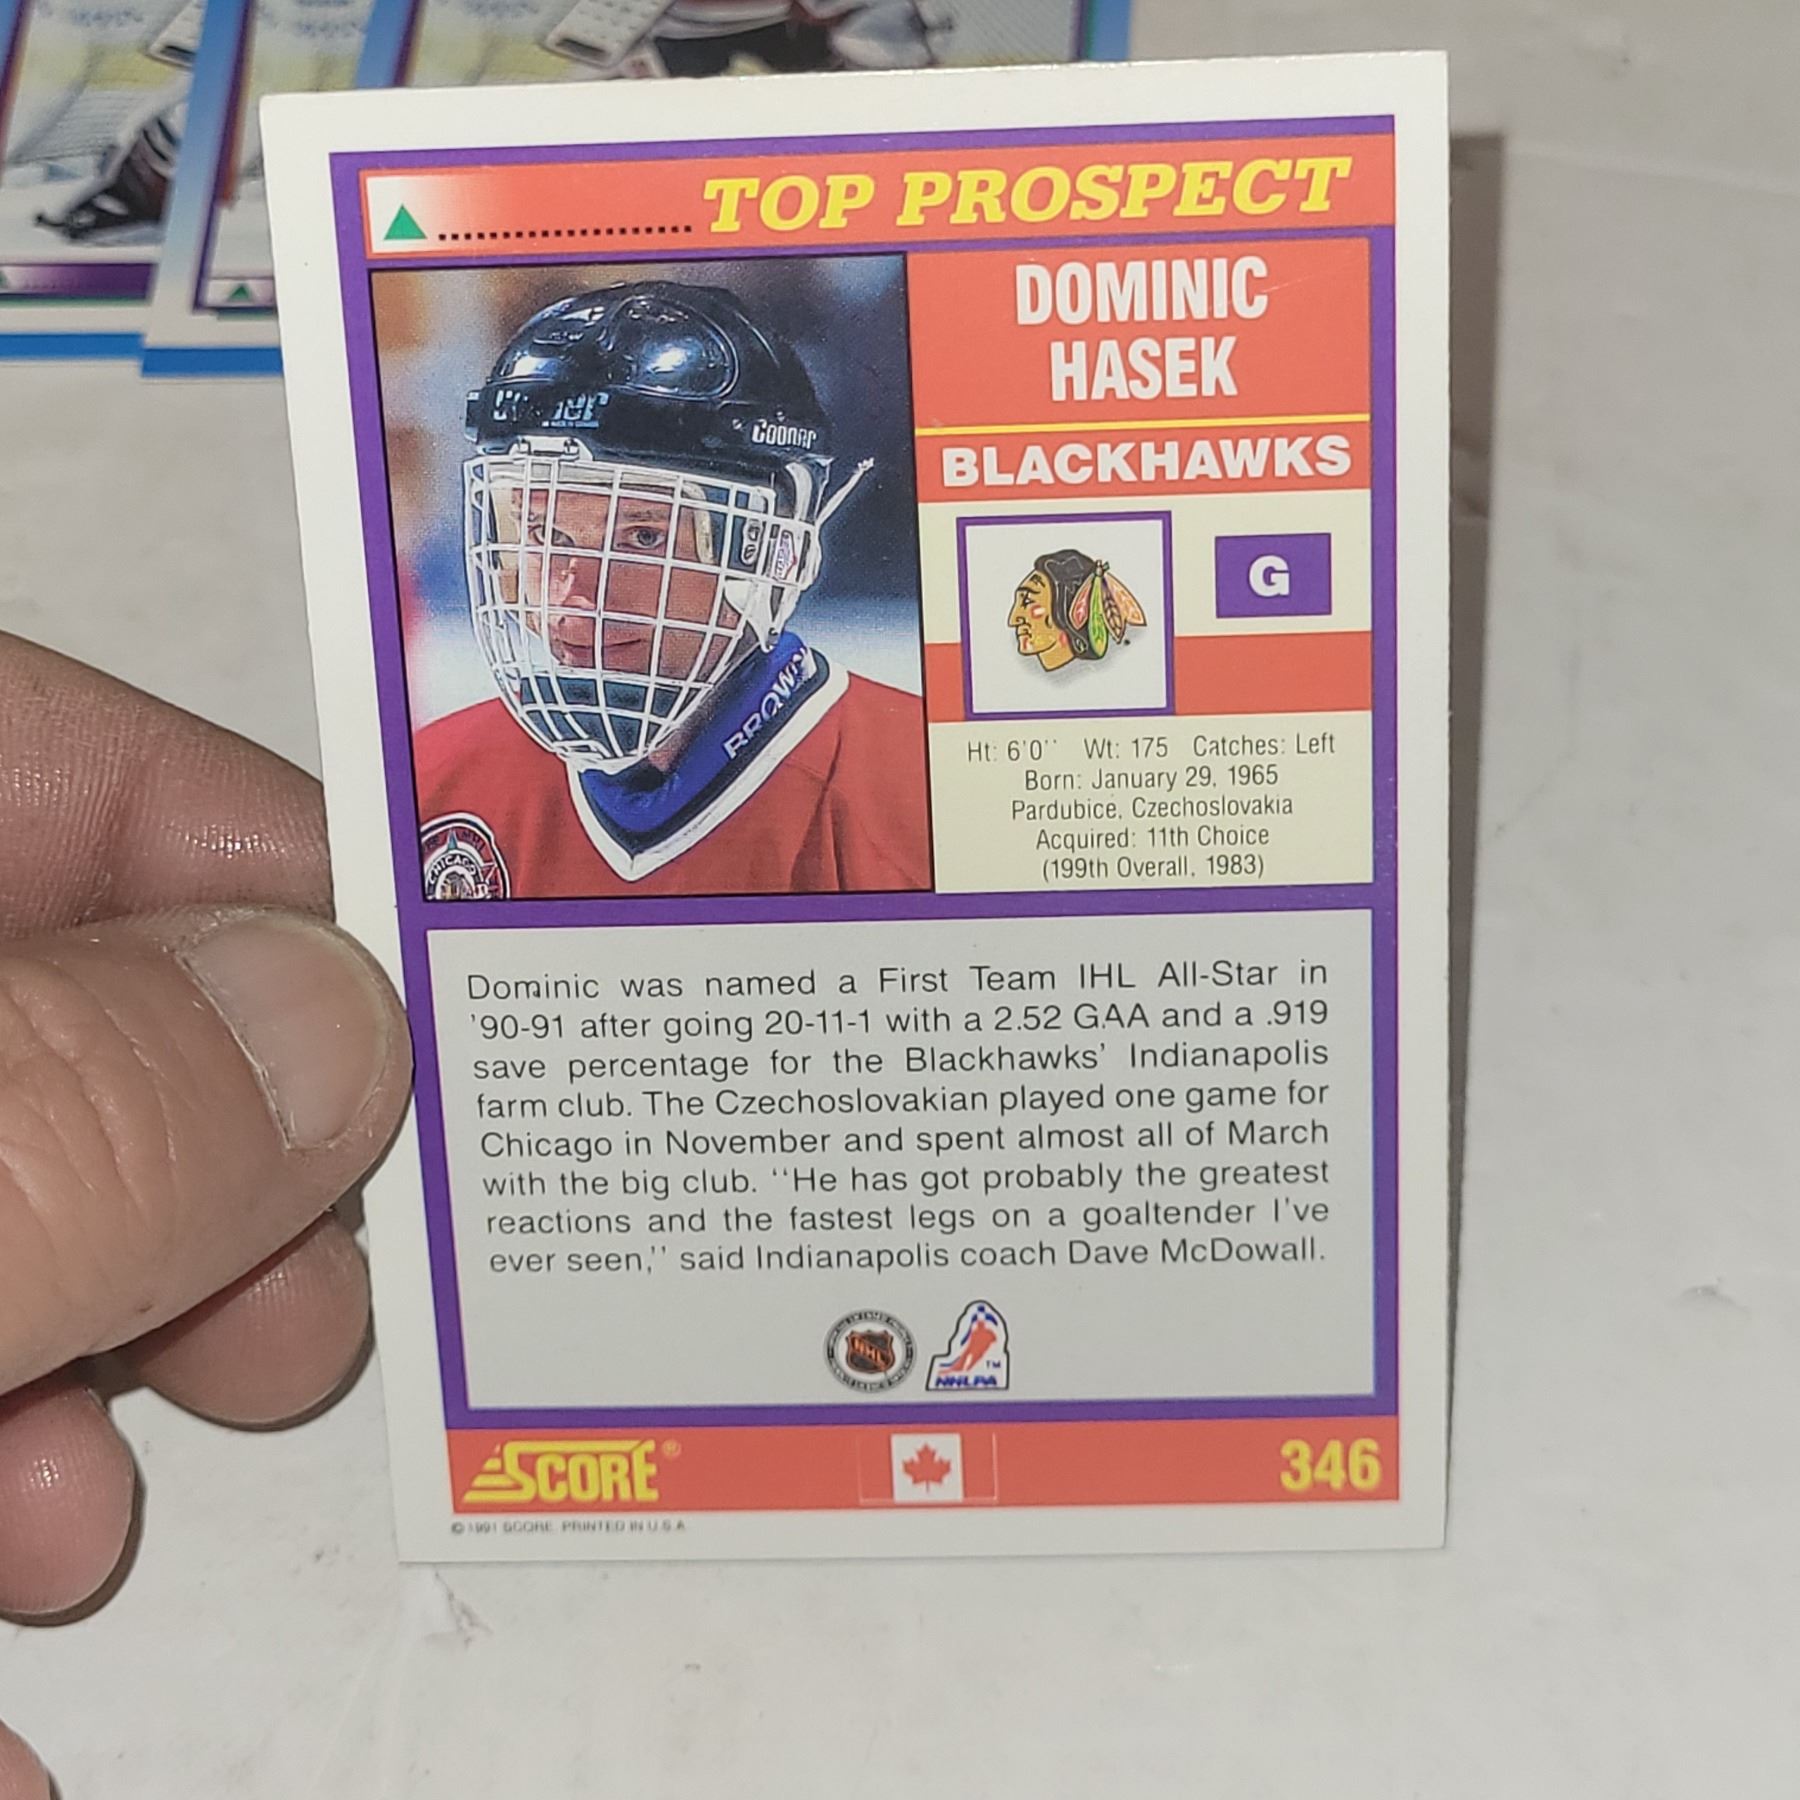 TOP PROSPECT
DOMINIC
HASEK
BLACKHAWKS
G
Cooper
BROWN
CHICAGO
Ht: 6'0'' Wt: 175 Catches: Left
Born: January 29, 1965
Pardubice, Czechoslovakia
Acquired: 11th Choice
(199th Overall, 1983)
Dominic was named a First Team IHL All-Star in
'90-91 after going 20-11-1 with a 2.52 GAA and a .919
save percentage for the Blackhawks' Indianapolis
farm club. The Czechoslovakian played one game for
Chicago in November and spent almost all of March
with the big club. ''He has got probably the greatest
reactions and the fastest legs on a goaltender I've
ever seen,'' said Indianapolis coach Dave McDowall.
NHL
TM
NHLPA
SCORE®
346
© 1991 SCORE. PRINTED IN U.S.A.